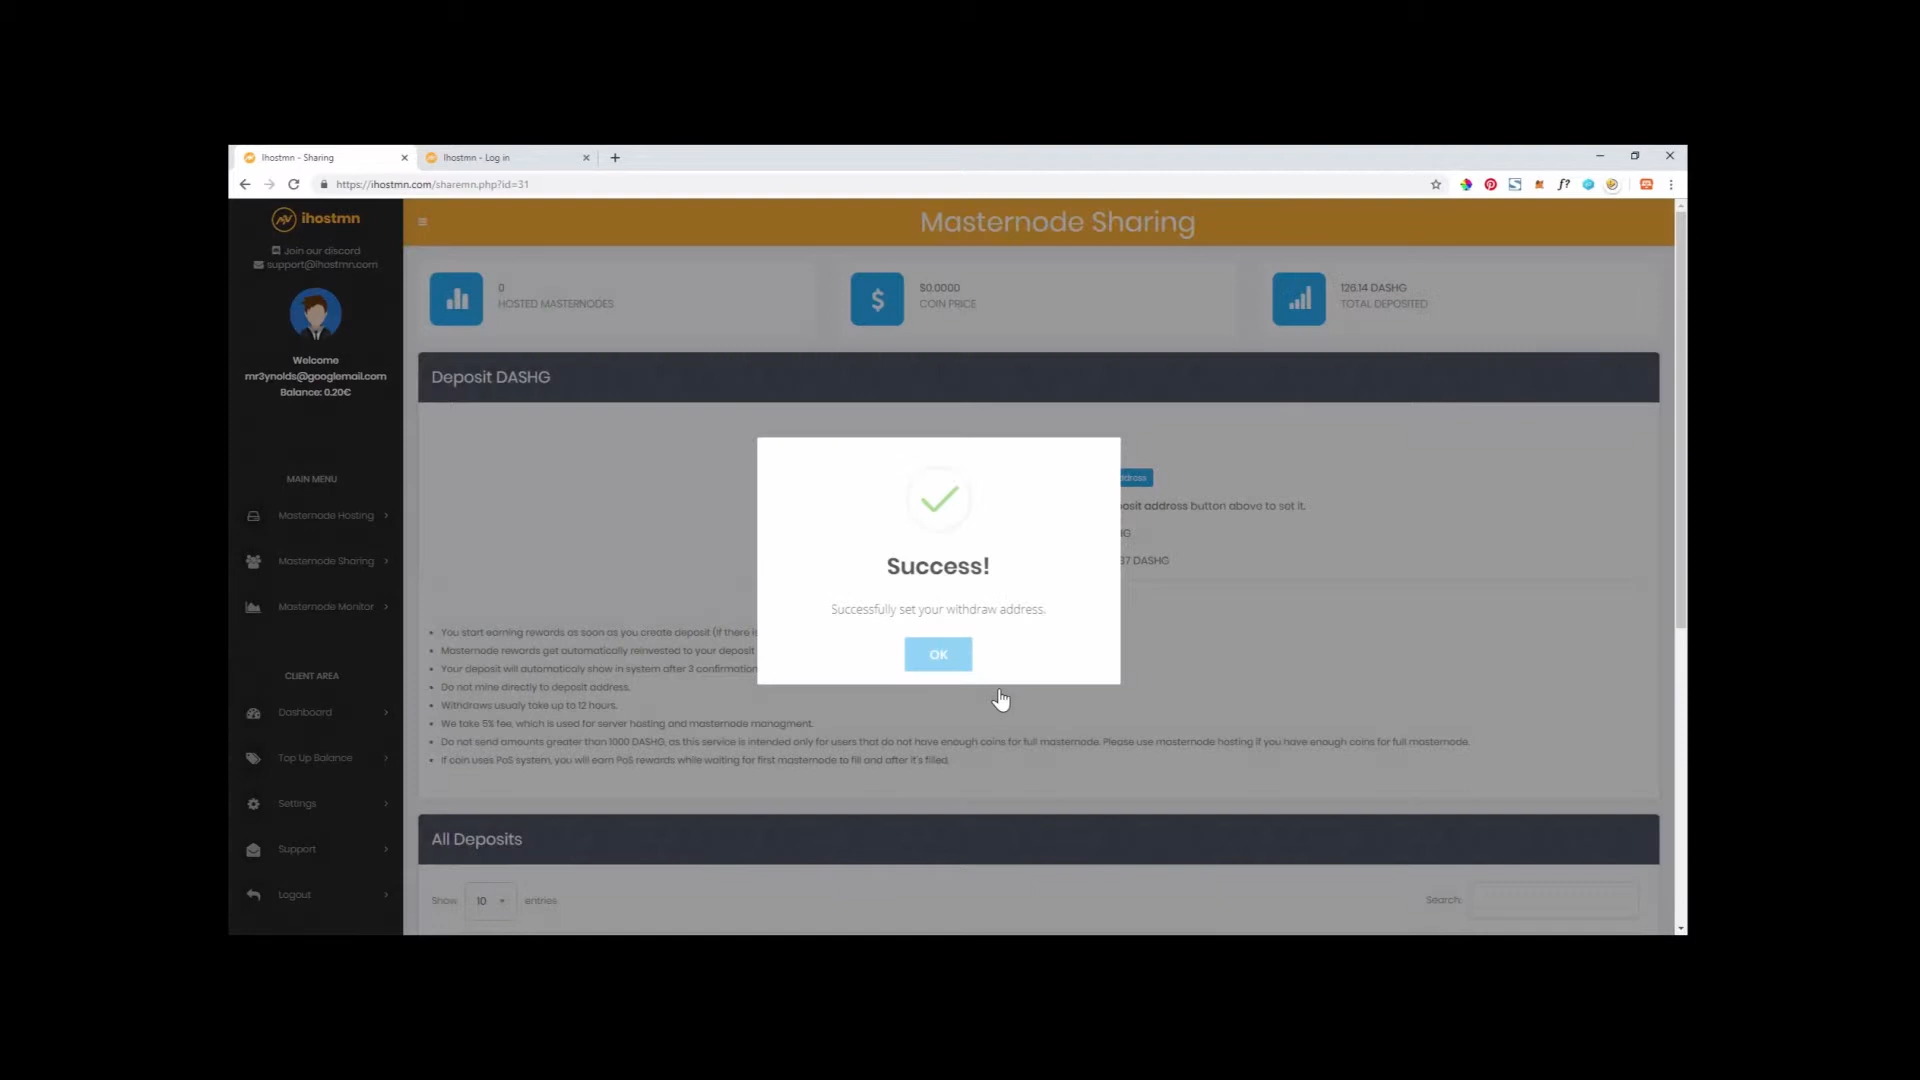 Ihostmn - Sharing
Ihostmn - Log in
https://ihostmn.com/sharemn.php?id=31
ihostmn
Join our discord
support@ihostmn.com
Welcome
mr3ynolds@googlemail.com
Balance: 0.20€
MAIN MENU
Masternode Hosting
Masternode Sharing
Masternode Monitor
CLIENT AREA
Dashboard
Top Up Balance
Settings
Support
Logout
Masternode Sharing
0
HOSTED MASTERNODES
$0.0000
COIN PRICE
126.14 DASHG
TOTAL DEPOSITED
Deposit DASHG
address
osit address button above to set it.
37 DASHG
Success!
Successfully set your withdraw address.
OK
You start earning rewards as soon as you create deposit (if there is
Masternode rewards get automatically reinvested to your deposit
Your deposit will automaticaly show in system after 3 confirmation
Do not mine directly to deposit address.
Withdraws usualy take up to 12 hours.
We take 5% fee, which is used for server hosting and masternode managment.
Do not send amounts greater than 1000 DASHG, as this service is intended only for users that do not have enough coins for full masternode. Please use masternode hosting if you have enough coins for full masternode.
If coin uses PoS system, you will earn PoS rewards while waiting for first masternode to fill and after it's filled.
All Deposits
Show 10 entries
Search: